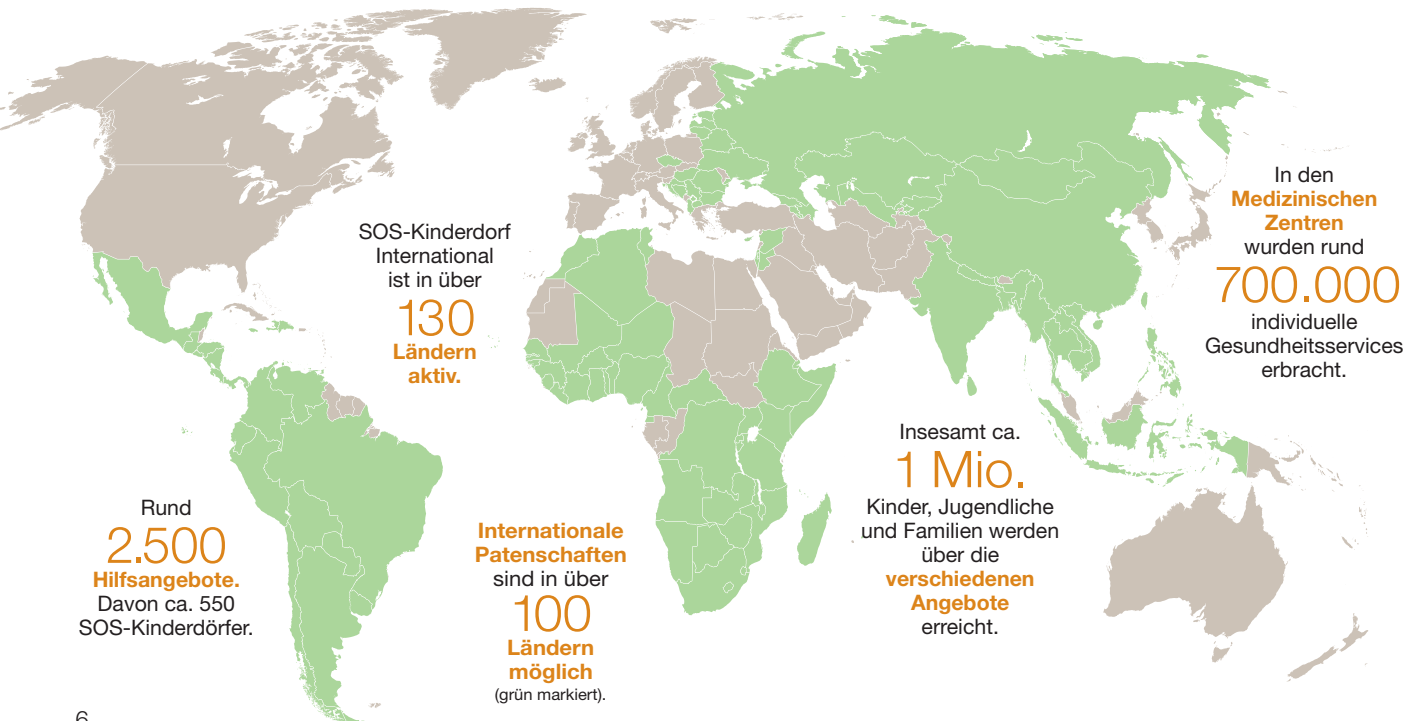 SOS-Kinderdorf
International
ist in über
130
Ländern
aktiv.
In den
Medizinischen
Zentren
wurden rund
700.000
individuelle
Gesundheitsservices
erbracht.
Rund
2.500
Hilfsangebote.
Davon ca. 550
SOS-Kinderdörfer.
Internationale
Patenschaften
sind in über
100
Ländern
möglich
(grün markiert).
Insesamt ca.
1 Mio.
Kinder, Jugendliche
und Familien werden
über die
verschiedenen
Angebote
erreicht.
6